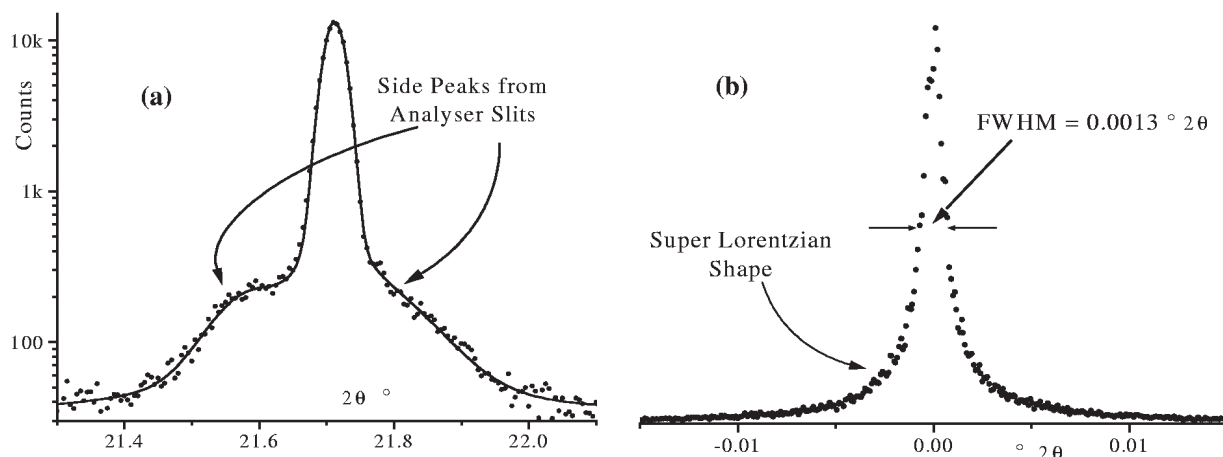 (a)
Side Peaks from
Analyser Slits
Counts
10k
1k
100
2θ °
21.4
21.6
21.8
22.0
(b)
FWHM = 0.0013 ° 2θ
Super Lorentzian
Shape
-0.01
0.00
0.01
° 2θ